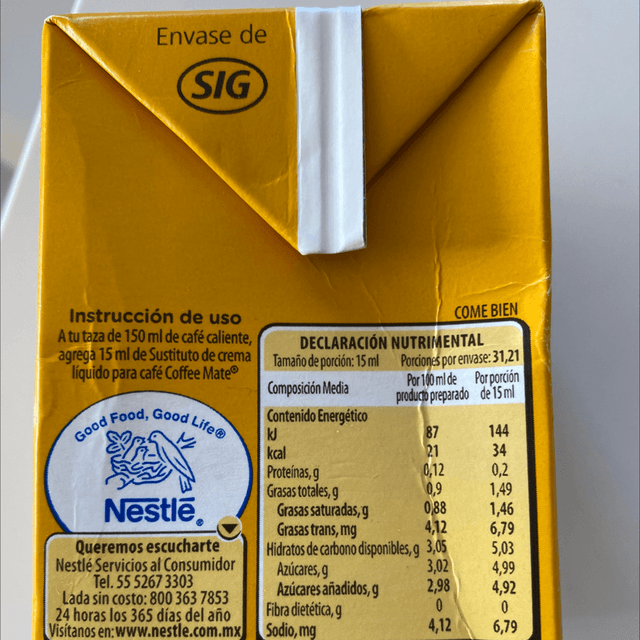 Envase de
SIG
Instrucción de uso
A tu taza de 150 ml de café caliente,
agrega 15 ml de Sustituto de crema
líquido para café Coffee Mate®
Good Food, Good Life®
Nestlé®
Queremos escucharte
Nestlé Servicios al Consumidor
Tel. 55 5267 3303
Lada sin costo: 800 363 7853
24 horas los 365 días del año
Visítanos en: www.nestle.com.mx
COME BIEN
DECLARACIÓN NUTRIMENTAL
Tamaño de porción: 15 ml Porciones por envase: 31,21
Composición Media Por 100 ml de producto preparado Por porción de 15 ml
Contenido Energético
kJ 87 144
kcal 21 34
Proteínas, g 0,12 0,2
Grasas totales, g 0,9 1,49
Grasas saturadas, g 0,88 1,46
Grasas trans, mg 4,12 6,79
Hidratos de carbono disponibles, g 3,05 5,03
Azúcares, g 3,02 4,99
Azúcares añadidos, g 2,98 4,92
Fibra dietética, g 0 0
Sodio, mg 4,12 6,79